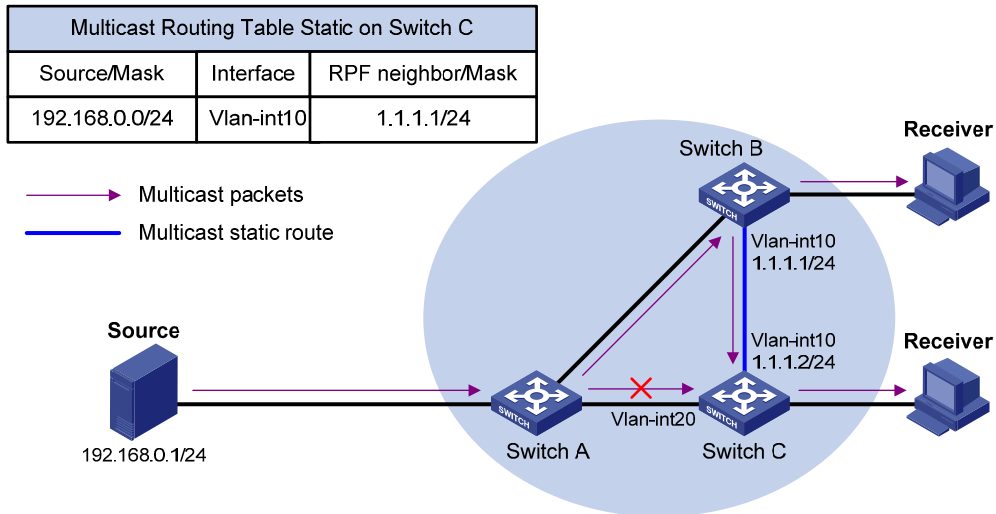 Multicast Routing Table Static on Switch C
Source/Mask Interface RPF neighbor/Mask
192.168.0.0/24 Vlan-int10 1.1.1.1/24
Multicast packets
Multicast static route
Switch B
Receiver
SWITCH
Vlan-int10
1.1.1.1/24
Source
Vlan-int10
1.1.1.2/24
Receiver
SWITCH
Vlan-int20
SWITCH
192.168.0.1/24
Switch A
Switch C